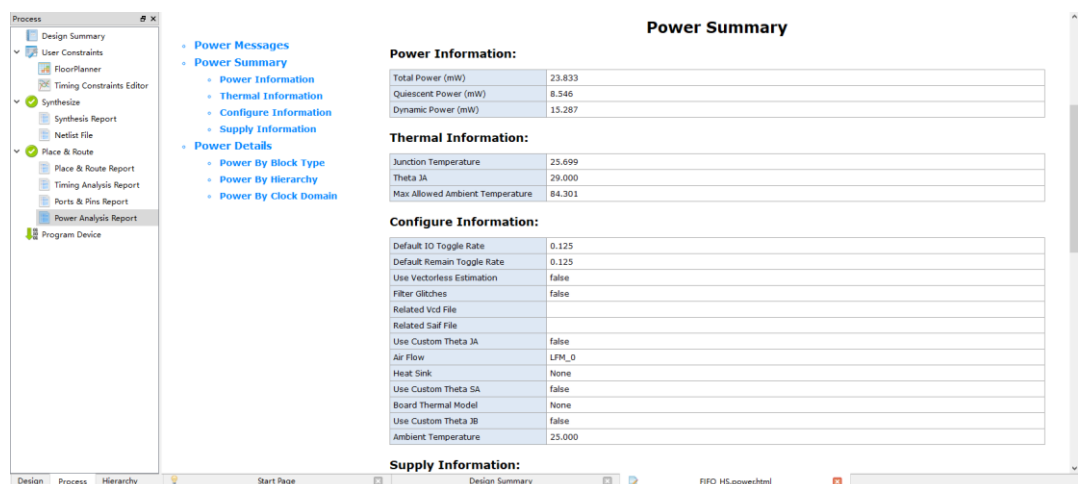 Process
Design Summary
User Constraints
FloorPlanner
Timing Constraints Editor
Synthesize
Synthesis Report
Netlist File
Place & Route
Place & Route Report
Timing Analysis Report
Ports & Pins Report
Power Analysis Report
Program Device
Design Process Hierarchy
Power Messages
Power Summary
Power Information
Thermal Information
Configure Information
Supply Information
Power Details
Power By Block Type
Power By Hierarchy
Power By Clock Domain
Power Summary
Power Information:
Total Power (mW) 23.833
Quiescent Power (mW) 8.546
Dynamic Power (mW) 15.287
Thermal Information:
Junction Temperature 25.699
Theta JA 29.000
Max Allowed Ambient Temperature 84.301
Configure Information:
Default IO Toggle Rate 0.125
Default Remain Toggle Rate 0.125
Use Vectorless Estimation false
Filter Glitches false
Related Vcd File
Related Saif File
Use Custom Theta JA false
Air Flow LFM_0
Heat Sink None
Use Custom Theta SA false
Board Thermal Model None
Use Custom Theta JB false
Ambient Temperature 25.000
Supply Information:
Start Page Design Summary FIFO_HS.power.html